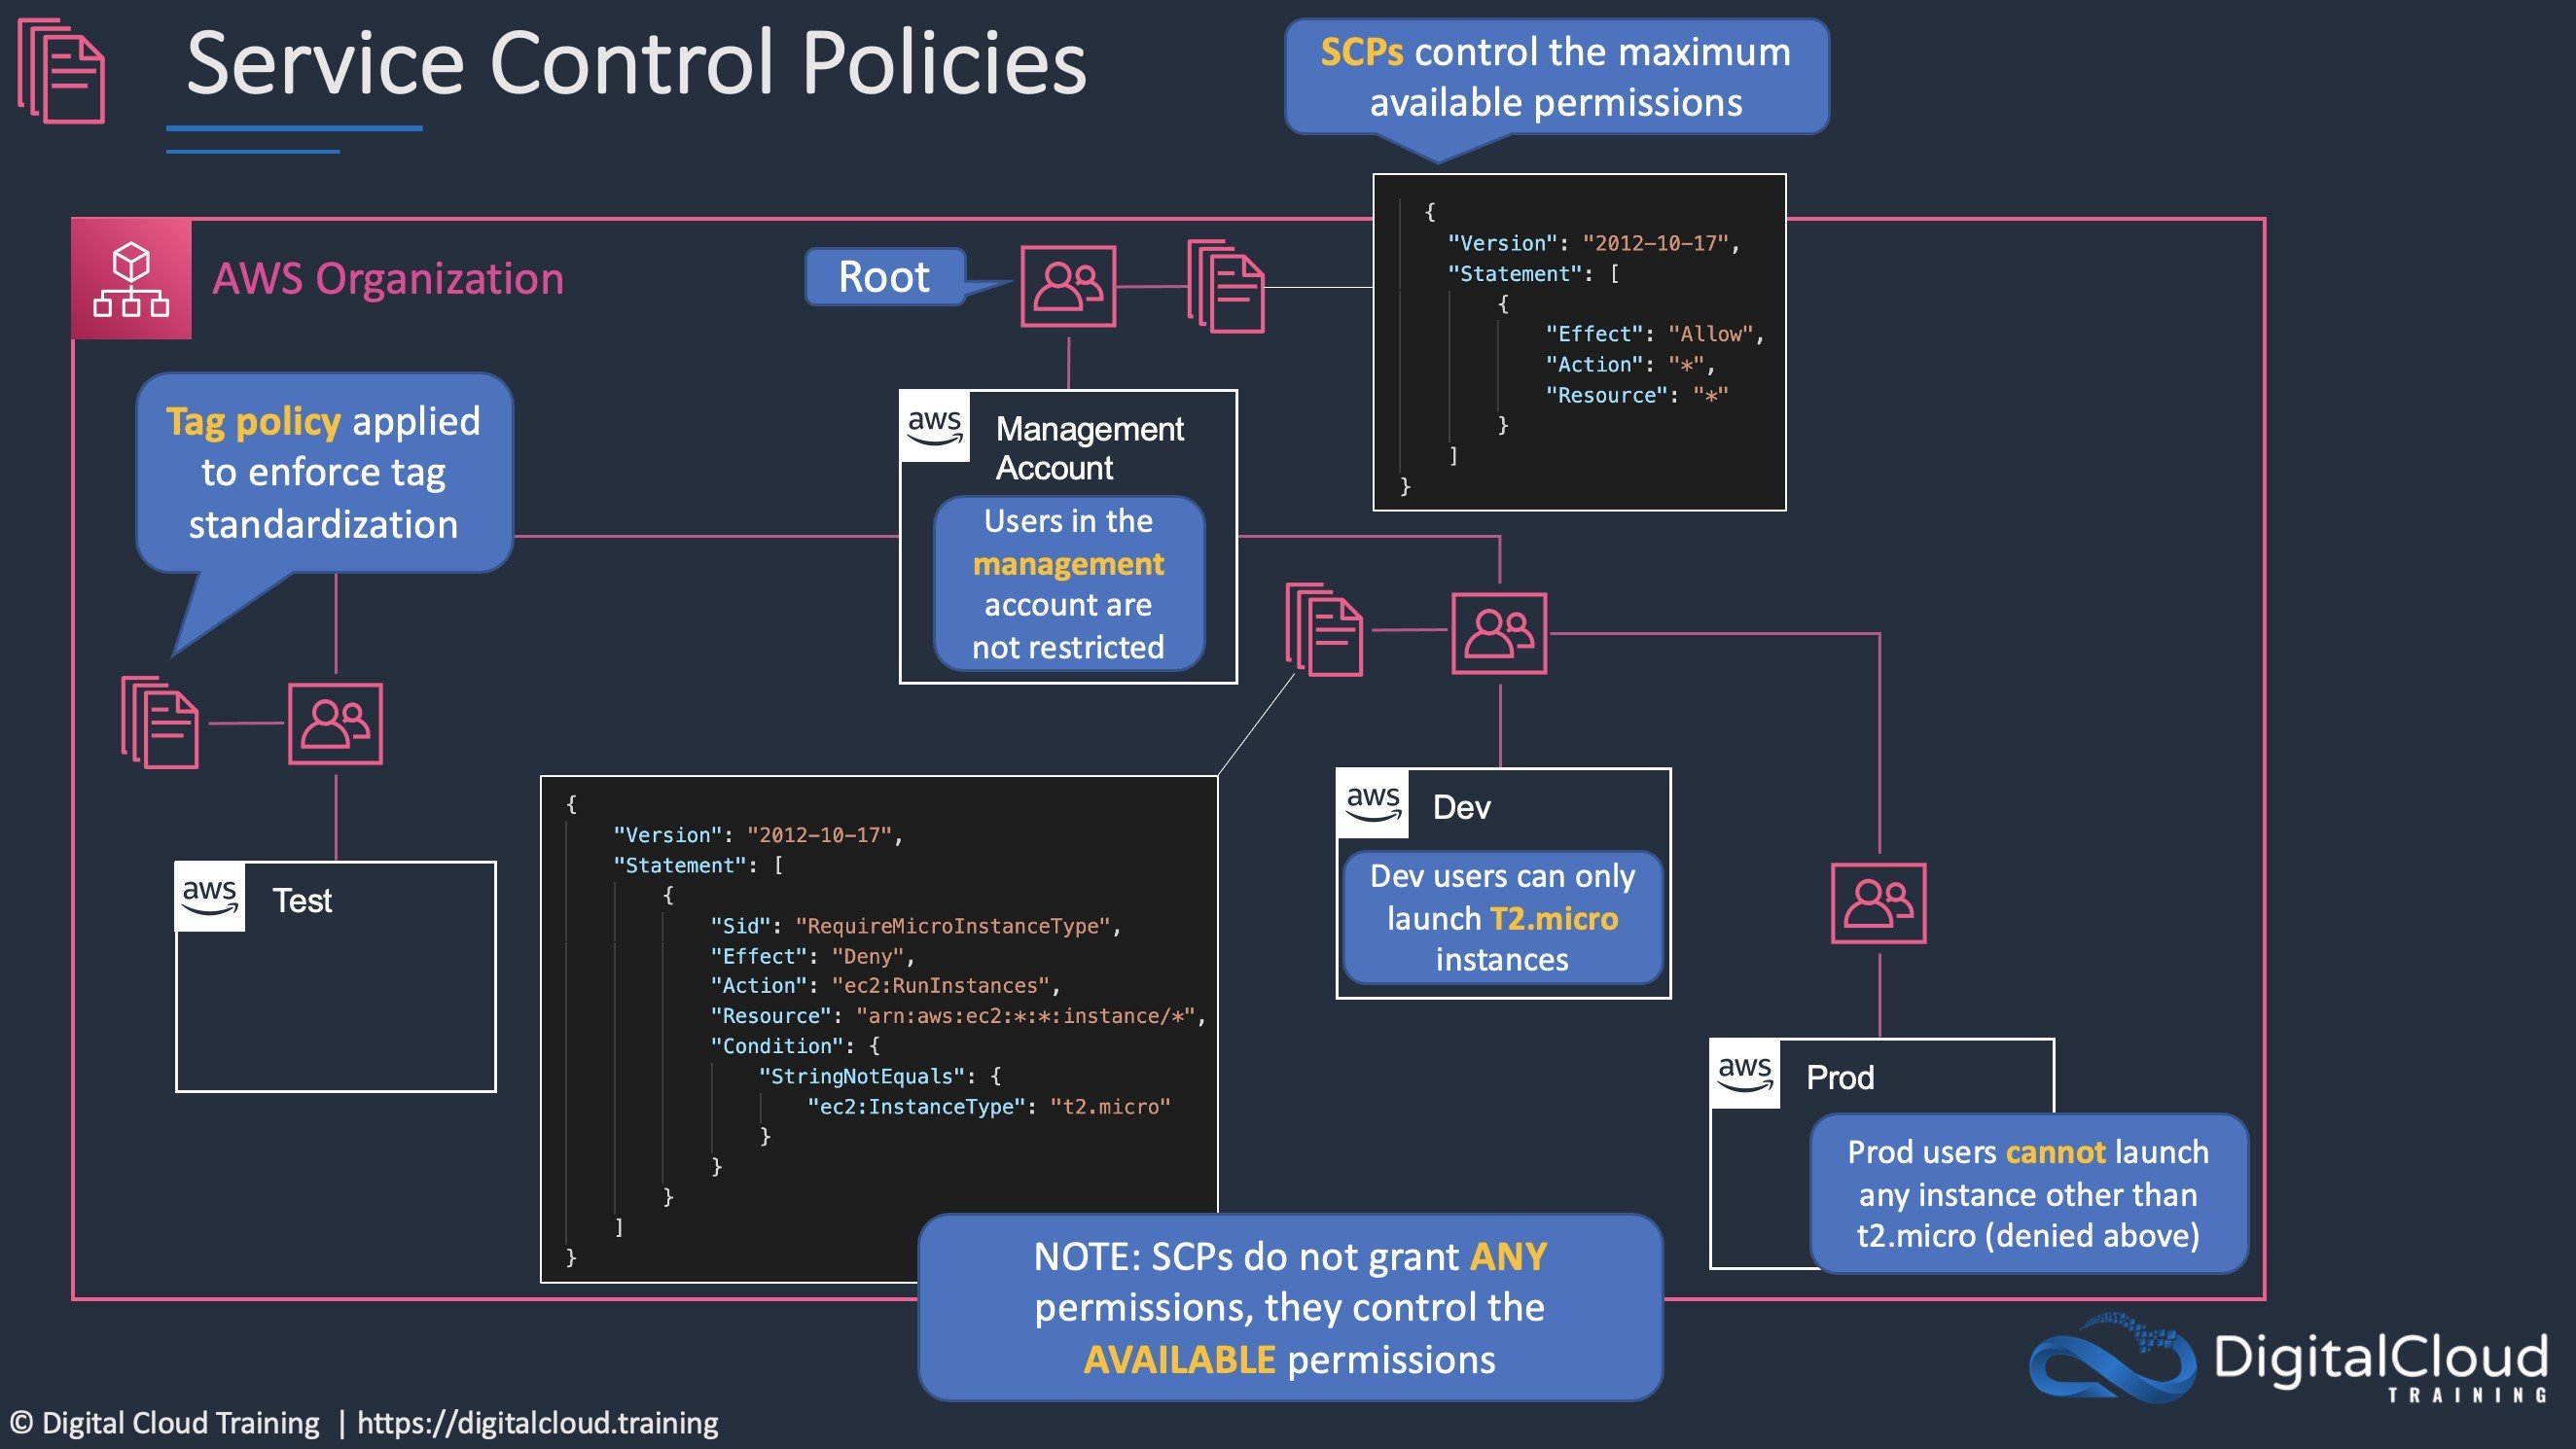 Service Control Policies
SCPs control the maximum
available permissions
AWS Organization
Root
{
"Version": "2012-10-17",
"Statement": [
{
"Effect": "Allow",
"Action": "*",
"Resource": "*"
}
]
}
Tag policy applied
to enforce tag
standardization
aws
Management
Account
Users in the
management
account are
not restricted
{
"Version": "2012-10-17",
"Statement": [
{
"Sid": "RequireMicroInstanceType",
"Effect": "Deny",
"Action": "ec2:RunInstances",
"Resource": "arn:aws:ec2:*:*:instance/*",
"Condition": {
"StringNotEquals": {
"ec2:InstanceType": "t2.micro"
}
}
}
]
}
aws
Dev
Dev users can only
launch T2.micro
instances
aws
Test
aws
Prod
Prod users cannot launch
any instance other than
t2.micro (denied above)
NOTE: SCPs do not grant ANY
permissions, they control the
AVAILABLE permissions
DigitalCloud
TRAINING
© Digital Cloud Training | https://digitalcloud.training